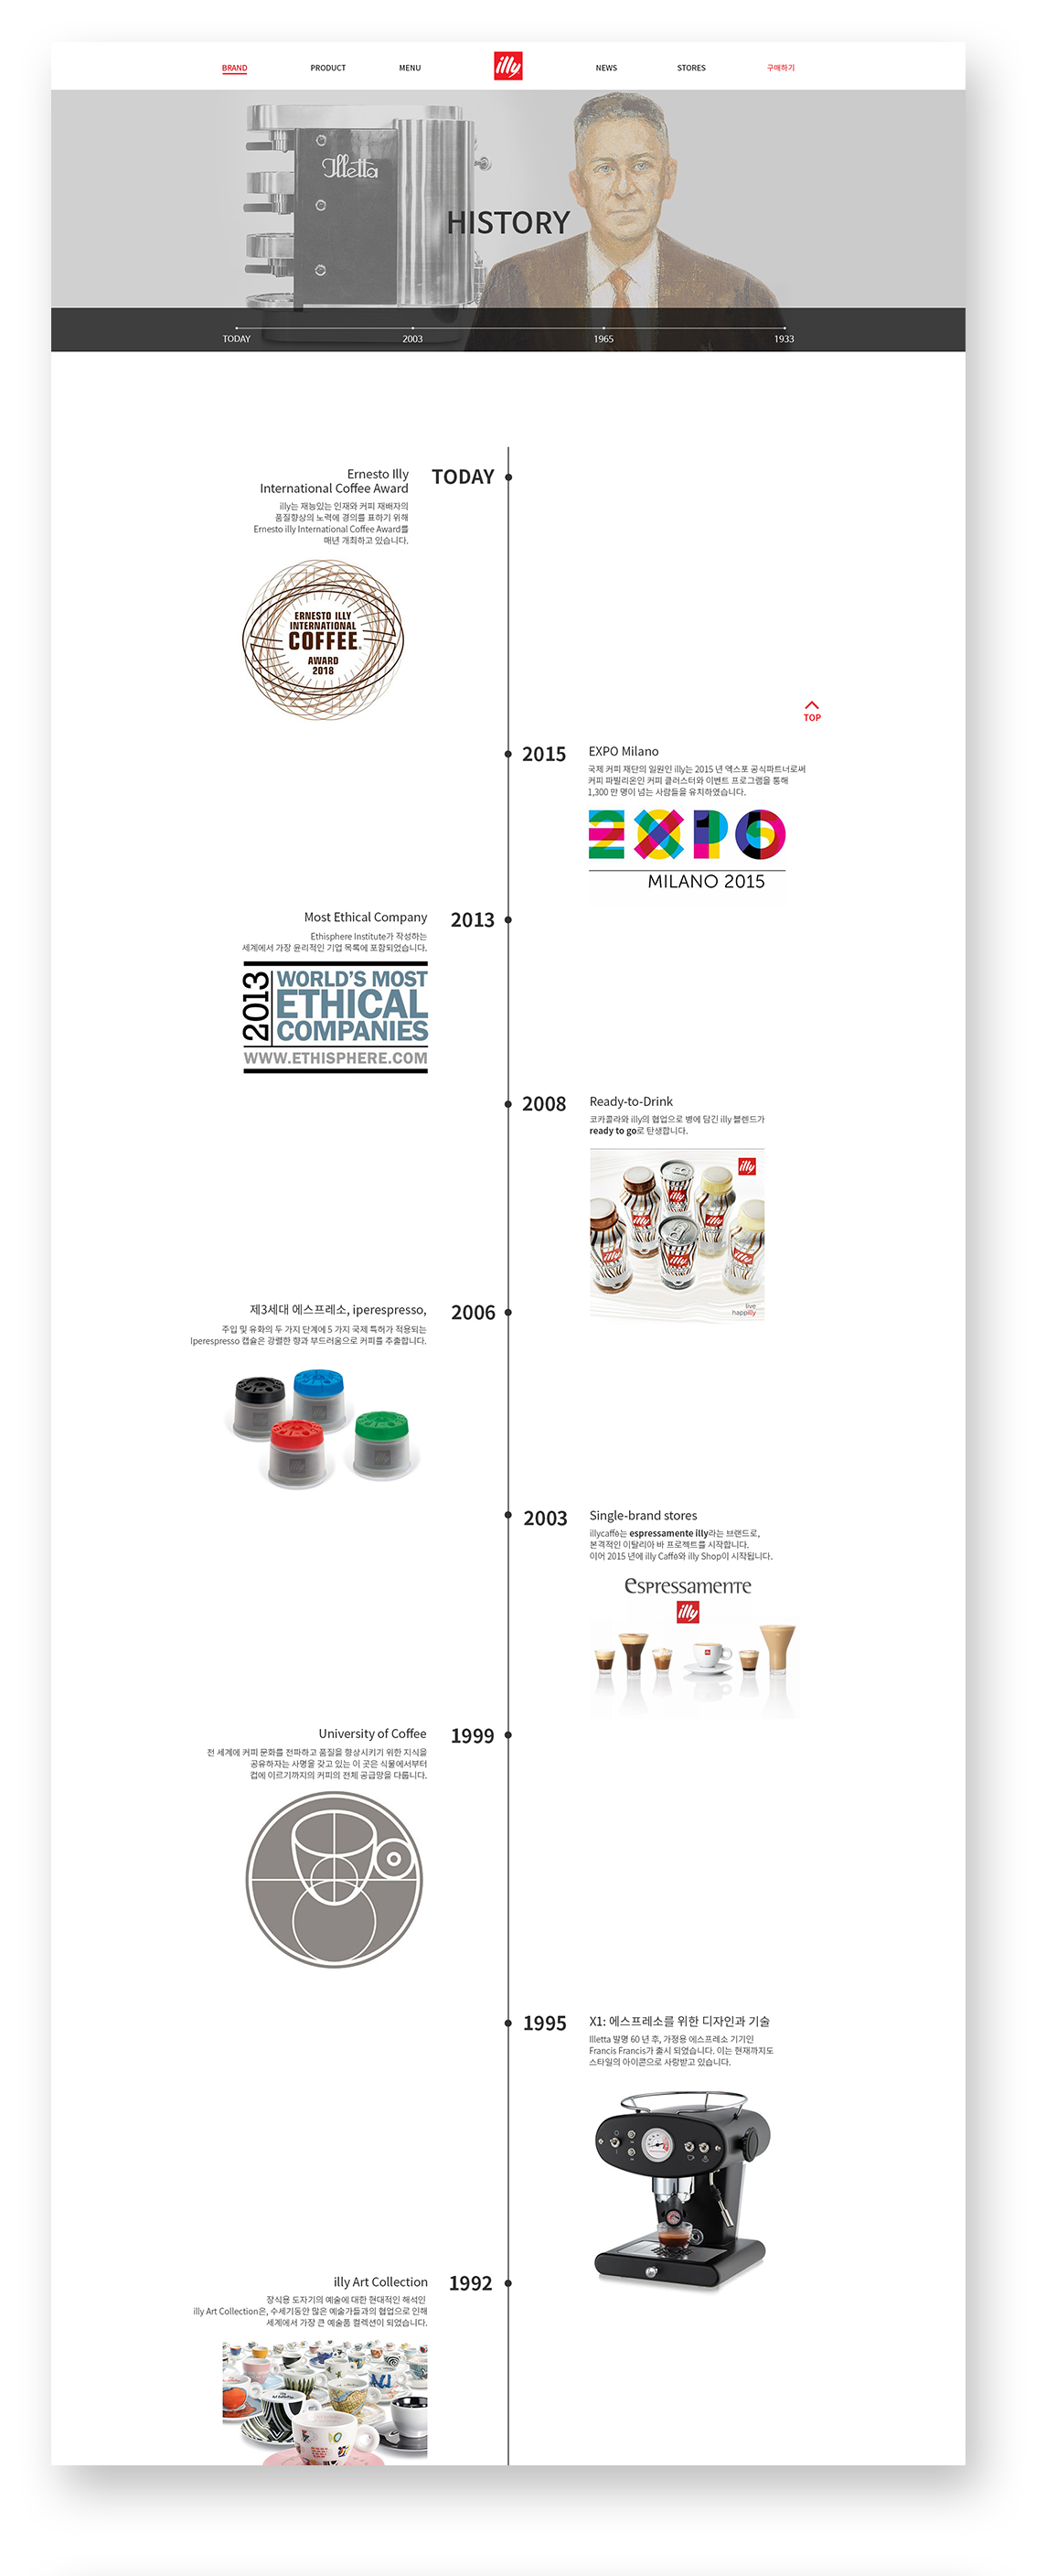 BRAND
PRODUCT
MENU
illy
NEWS
STORES
구매하기
Illetta
HISTORY
TODAY
2003
1965
1933
Ernesto Illy
International Coffee Award
illy는 재능있는 인재와 커피 재배자의
품질향상의 노력에 경의를 표하기 위해
Ernesto illy International Coffee Award를
매년 개최하고 있습니다.
TODAY
ERNESTO ILLY
INTERNATIONAL
COFFEE
AWARD
2018
TOP
2015
EXPO Milano
국제 커피 재단의 일원인 illy는 2015 년 엑스포 공식파트너로써
커피 파빌리온인 커피 클러스터와 이벤트 프로그램을 통해
1,300 만 명이 넘는 사람들을 유치하였습니다.
EXPO
MILANO 2015
Most Ethical Company
2013
Ethisphere Institute가 작성하는
세계에서 가장 윤리적인 기업 목록에 포함되었습니다.
2013
WORLD'S MOST
ETHICAL
COMPANIES
WWW.ETHISPHERE.COM
2008
Ready-to-Drink
코카콜라와 illy의 협업으로 병에 담긴 illy 블렌드가
ready to go로 탄생합니다.
illy
illy
illy
illy
illy
illy
illy
live
happilly
제3세대 에스프레소, iperespresso,
2006
주입 및 유화의 두 가지 단계에 5 가지 국제 특허가 적용되는
Iperespresso 캡슐은 강렬한 향과 부드러움으로 커피를 추출합니다.
2003
Single-brand stores
illycaffè는 espressamente illy라는 브랜드로,
본격적인 이탈리아 바 프로젝트를 시작합니다.
이어 2015 년에 illy Caffè와 illy Shop이 시작됩니다.
espressamente
illy
University of Coffee
1999
전 세계에 커피 문화를 전파하고 품질을 향상시키기 위한 지식을
공유하자는 사명을 갖고 있는 이 곳은 식물에서부터
컵에 이르기까지의 커피의 전체 공급망을 다룹니다.
1995
X1: 에스프레소를 위한 디자인과 기술
Illetta 발명 60 년 후, 가정용 에스프레소 기기인
Francis Francis가 출시 되었습니다. 이는 현재까지도
스타일의 아이콘으로 사랑받고 있습니다.
illy Art Collection
1992
장식용 도자기의 예술에 대한 현대적인 해석인
illy Art Collection은, 수세기동안 많은 예술가들과의 협업으로 인해
세계에서 가장 큰 예술품 컬렉션이 되었습니다.